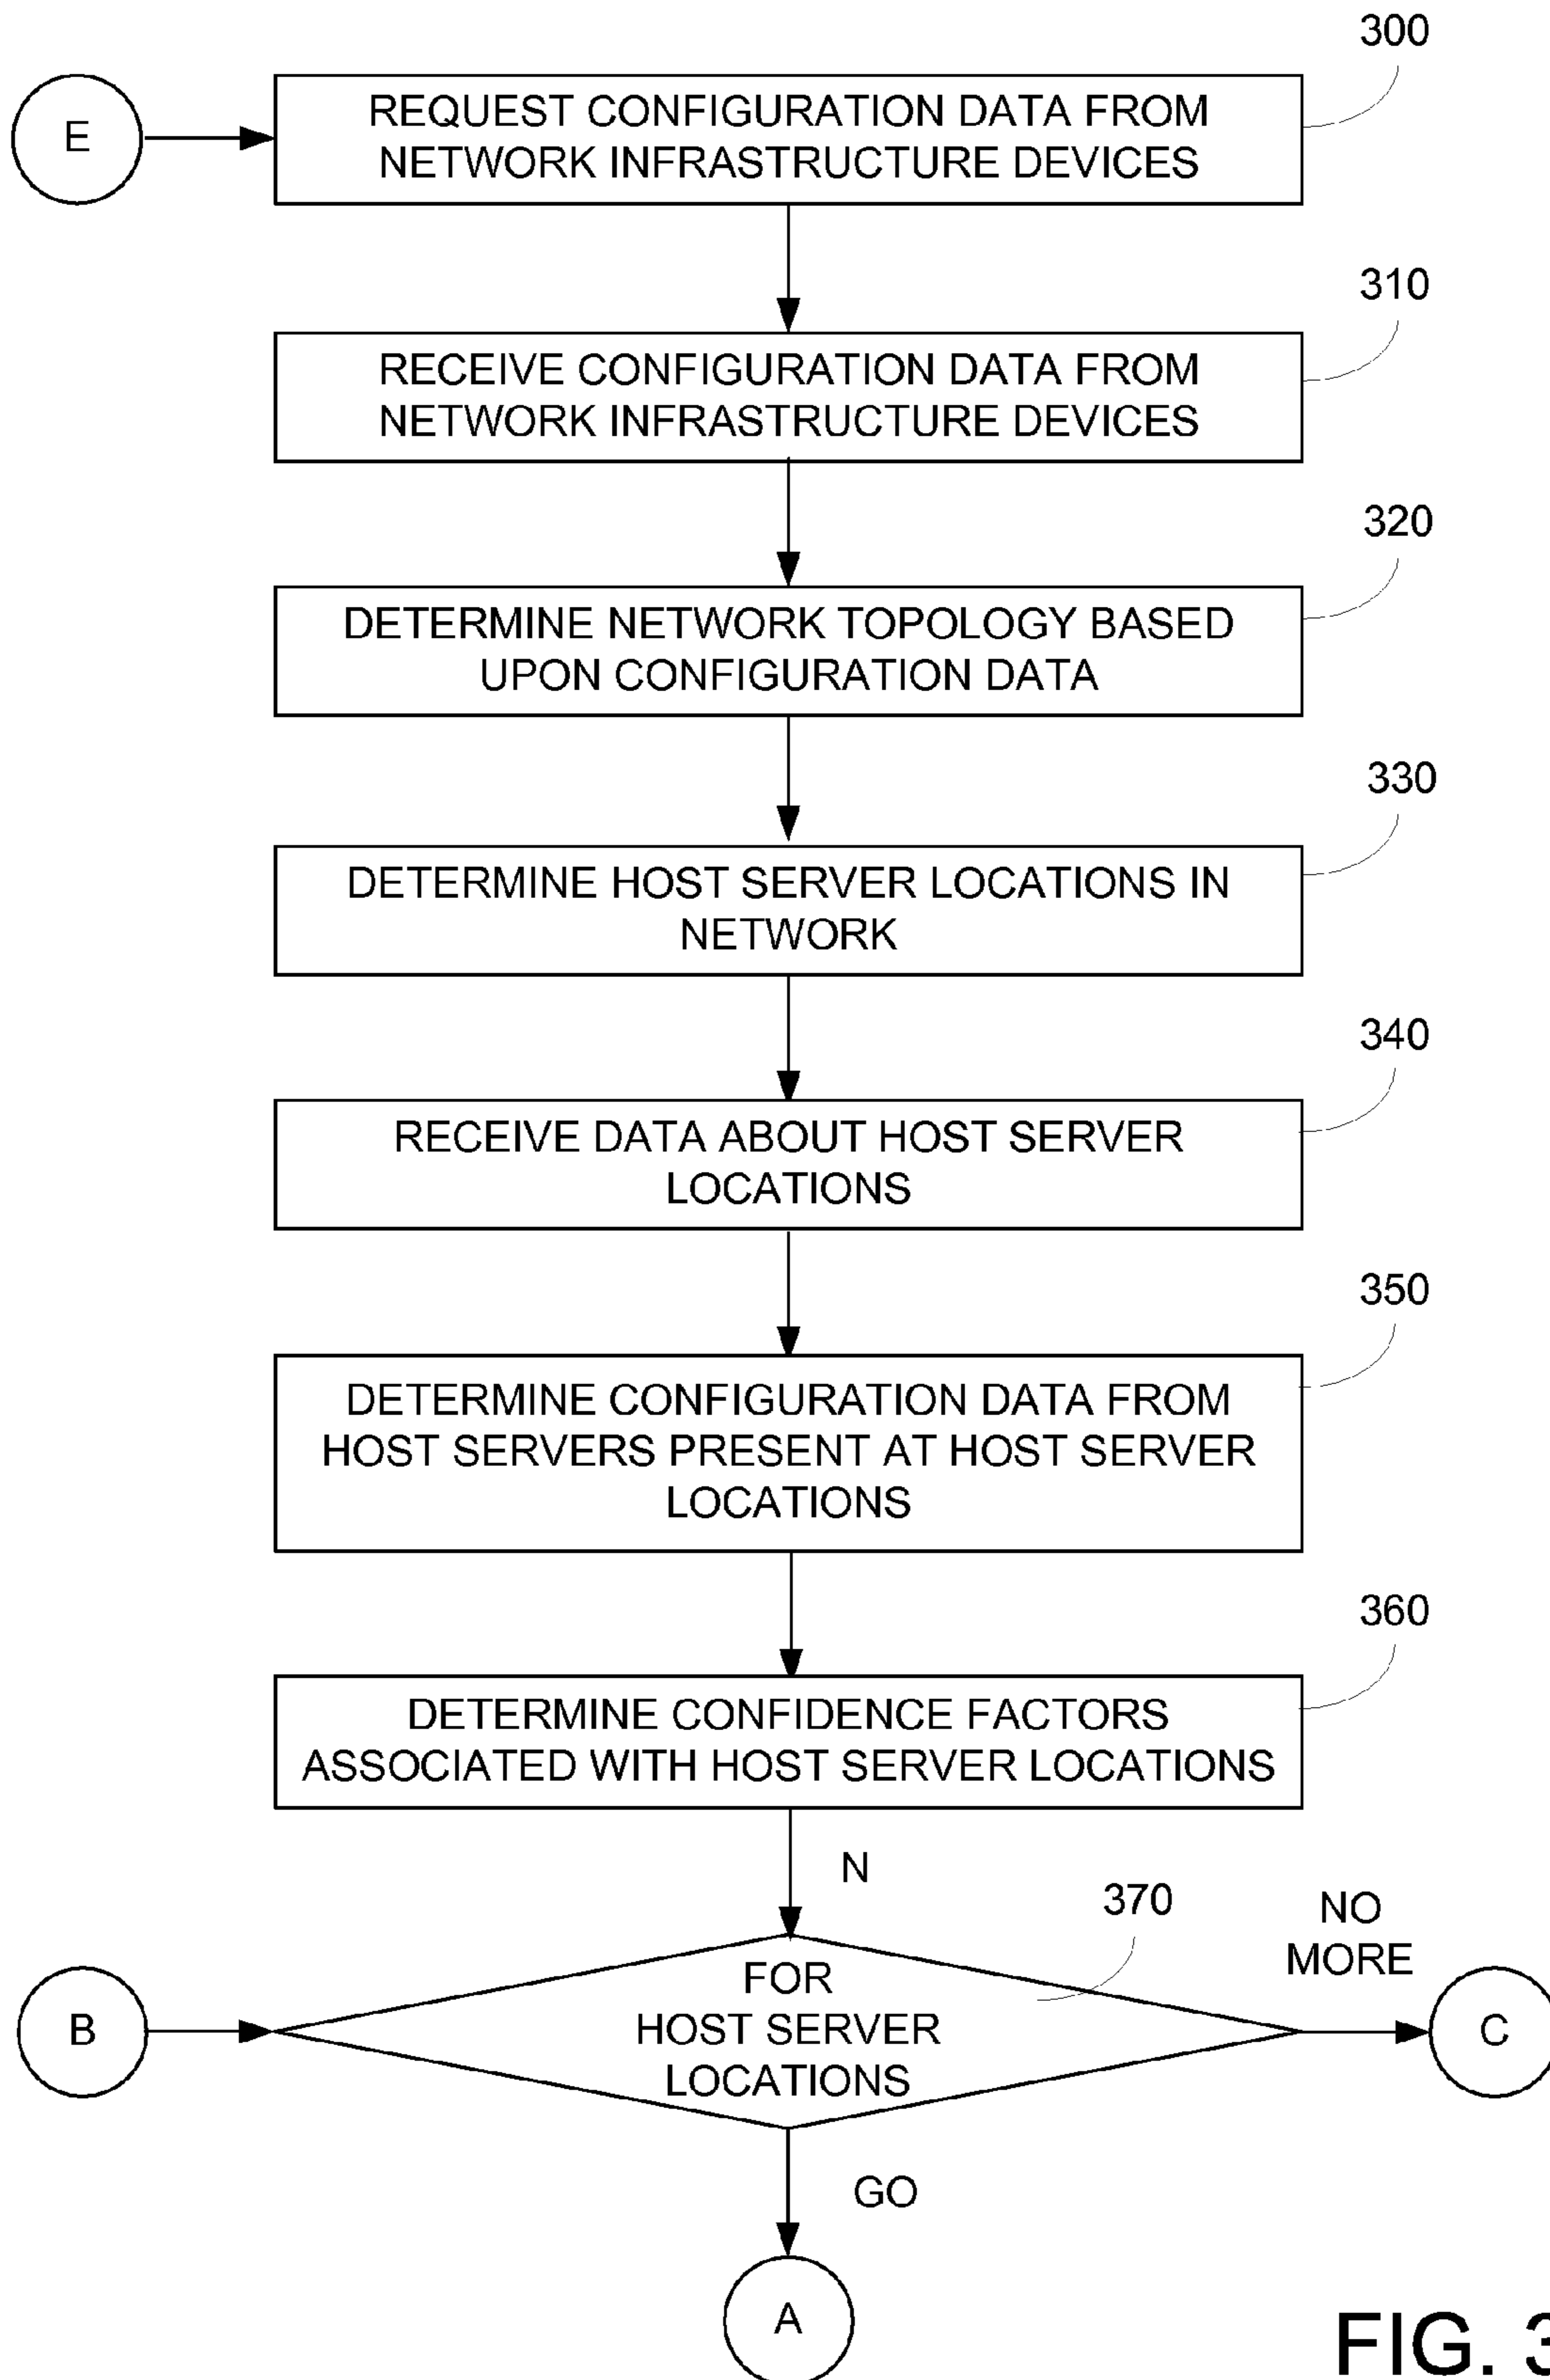 300
E
REQUEST CONFIGURATION DATA FROM
NETWORK INFRASTRUCTURE DEVICES
310
RECEIVE CONFIGURATION DATA FROM
NETWORK INFRASTRUCTURE DEVICES
320
DETERMINE NETWORK TOPOLOGY BASED
UPON CONFIGURATION DATA
330
DETERMINE HOST SERVER LOCATIONS IN
NETWORK
340
RECEIVE DATA ABOUT HOST SERVER
LOCATIONS
350
DETERMINE CONFIGURATION DATA FROM
HOST SERVERS PRESENT AT HOST SERVER
LOCATIONS
360
DETERMINE CONFIDENCE FACTORS
ASSOCIATED WITH HOST SERVER LOCATIONS
N
370
NO
MORE
B
FOR
HOST SERVER
LOCATIONS
C
GO
A
FIG. 3